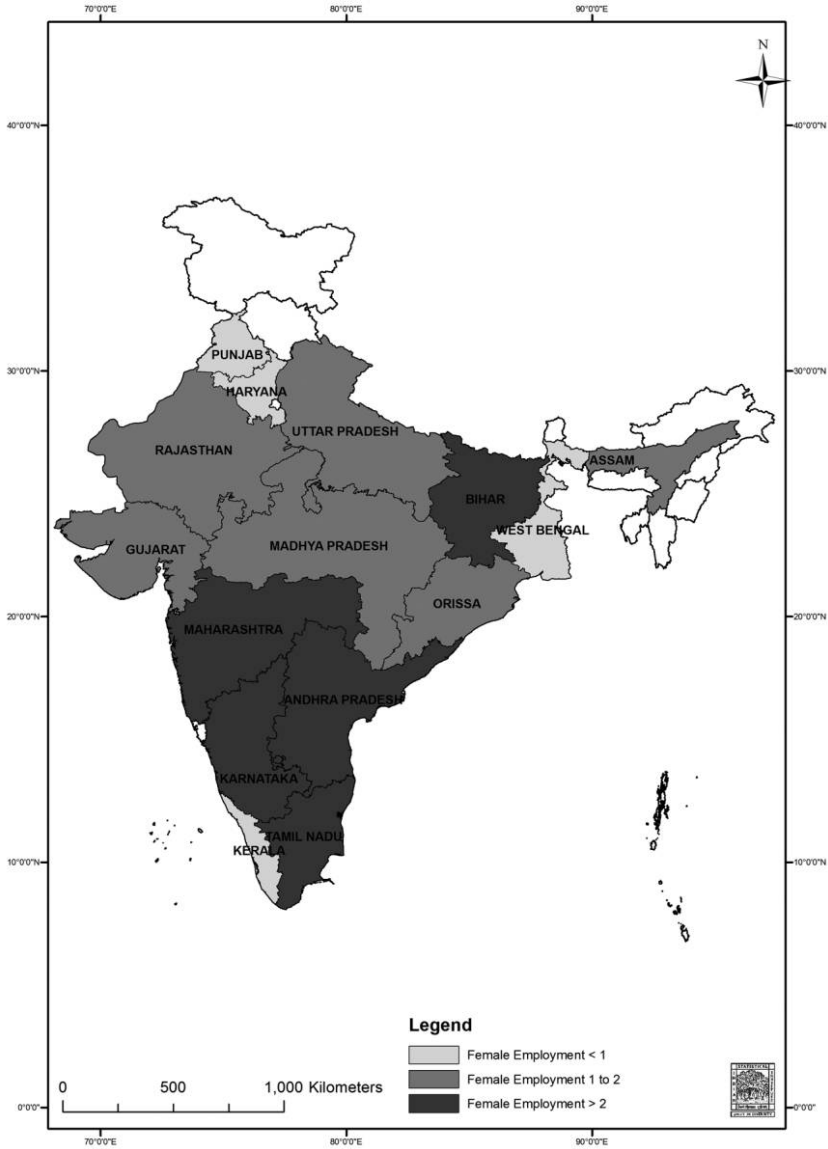 70°0'0"E 80°0'0"E 90°0'0"E
N
40°0'0"N 40°0'0"N
PUNJAB
30°0'0"N 30°0'0"N
HARYANA
UTTAR PRADESH
RAJASTHAN
ASSAM
BIHAR
WEST BENGAL
GUJARAT
MADHYA PRADESH
ORISSA
20°0'0"N 20°0'0"N
MAHARASHTRA
ANDHRA PRADESH
KARNATAKA
TAMIL NADU
KERALA
10°0'0"N 10°0'0"N
Legend
Female Employment < 1
Female Employment 1 to 2
Female Employment > 2
0 500 1,000 Kilometers
STATISTICAL
0°0'0" 0°0'0"
70°0'0"E 80°0'0"E 90°0'0"E